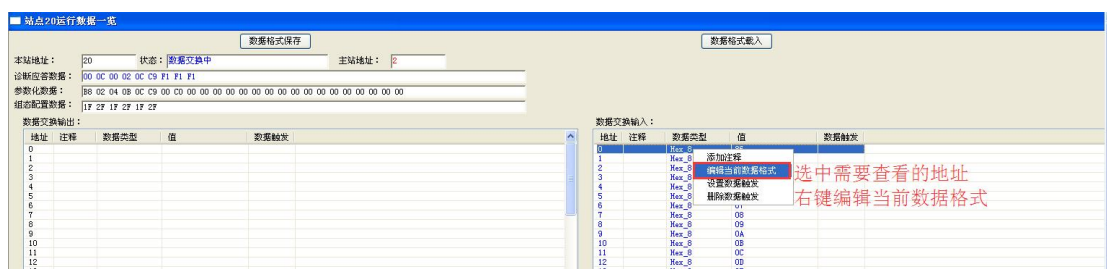 站点20运行数据一览
数据格式保存 数据格式载入
本站地址： 20 状态： 数据交换中 主站地址： 2
诊断应答数据： 00 0C 00 02 0C C9 F1 F1 F1
参数化数据： B8 02 04 0B 0C C9 00 C0 00 00 00 00 00 00 00 00 00 00 00 00 00 00 00 00 00
组态配置数据： 1F 2F 1F 2F 1F 2F
数据交换输出： 数据交换输入：
地址 注释 数据类型 值 数据触发 地址 注释 数据类型 值 数据触发
0 0 Hex_8
1 1 Hex_8 添加注释
2 2 Hex_8 编辑当前数据格式 选中需要查看的地址
3 3 Hex_8 设置数据触发
4 4 Hex_8
5 5 Hex_8 删除数据触发 右键编辑当前数据格式
6 6 Hex_8 07
7 7 Hex_8 08
8 8 Hex_8 09
9 9 Hex_8 0A
10 10 Hex_8 0B
11 11 Hex_8 0C
12 12 Hex_8 0D